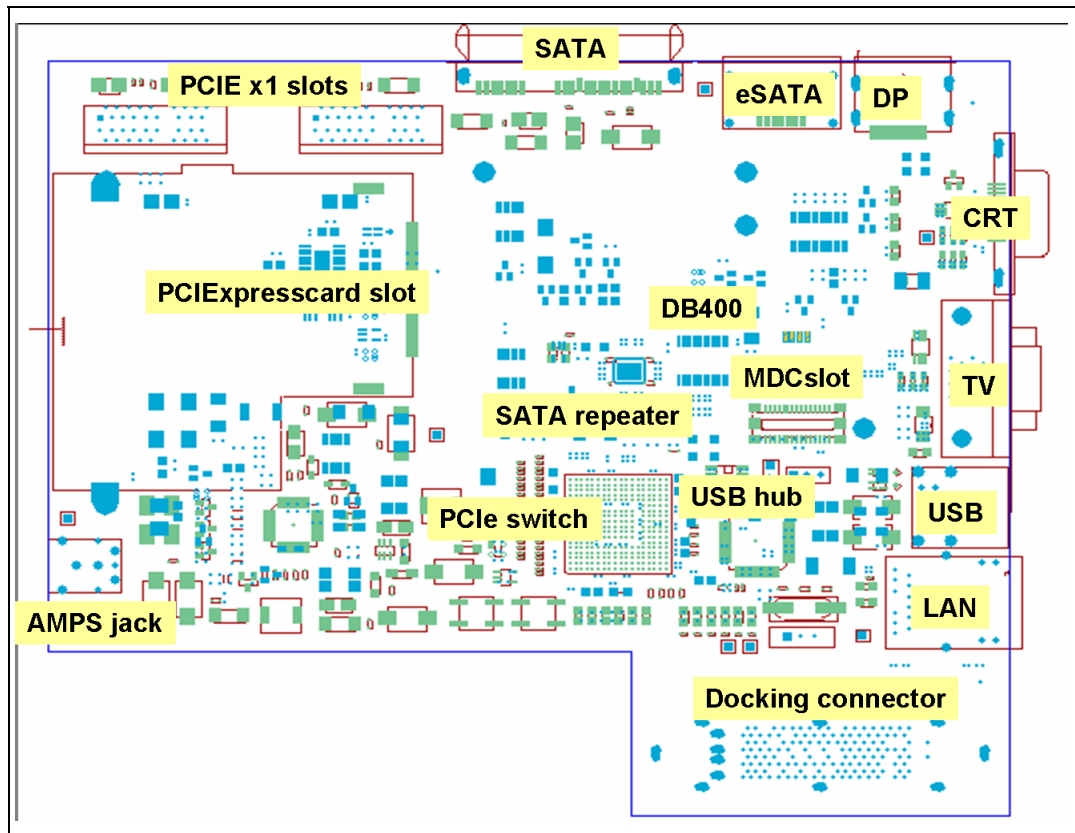 SATA
PCIE x1 slots
eSATA
DP
CRT
PCIExpresscard slot
DB400
MDCslot
TV
SATA repeater
USB hub
PCIe switch
USB
AMPS jack
LAN
Docking connector